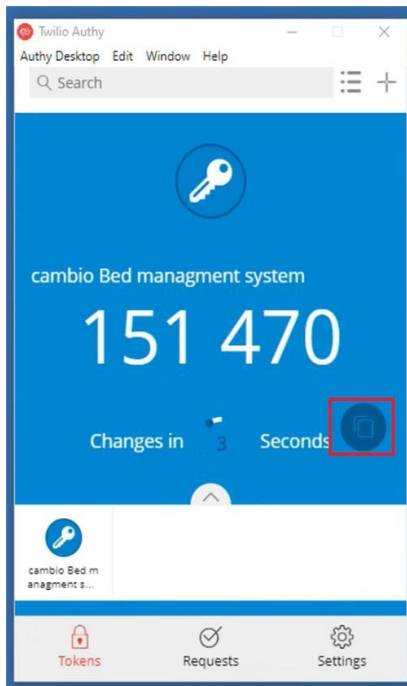 Twilio Authy
Authy Desktop Edit Window Help
Search
cambio Bed managment system
151 470
Changes in 3 Seconds
cambio Bed m
anagment s...
Tokens Requests Settings